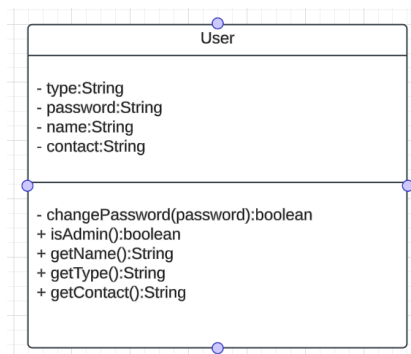 User
- type:String
- password:String
- name:String
- contact:String
- changePassword(password):boolean
+ isAdmin():boolean
+ getName():String
+ getType():String
+ getContact():String